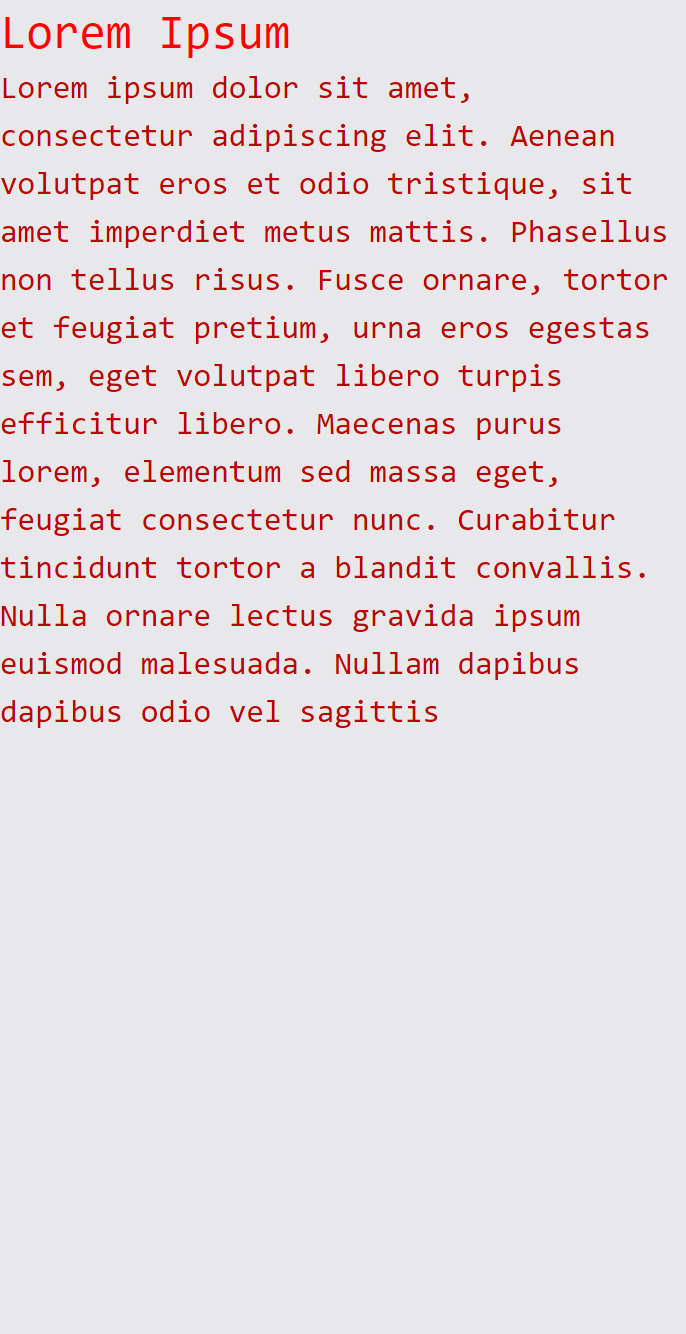 Lorem Ipsum
Lorem ipsum dolor sit amet,
consectetur adipiscing elit. Aenean
volutpat eros et odio tristique, sit
amet imperdiet metus mattis. Phasellus
non tellus risus. Fusce ornare, tortor
et feugiat pretium, urna eros egestas
sem, eget volutpat libero turpis
efficitur libero. Maecenas purus
lorem, elementum sed massa eget,
feugiat consectetur nunc. Curabitur
tincidunt tortor a blandit convallis.
Nulla ornare lectus gravida ipsum
euismod malesuada. Nullam dapibus
dapibus odio vel sagittis